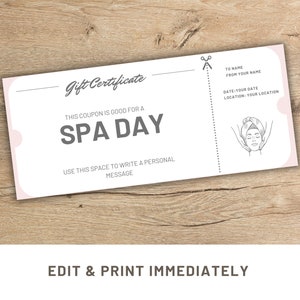 Gift Certificate
THIS COUPON IS GOOD FOR A
SPA DAY
USE THIS SPACE TO WRITE A PERSONAL
MESSAGE
TO NAME
FROM YOUR NAME
DATE-YOUR DATE
LOCATION- YOUR LOCATION
EDIT & PRINT IMMEDIATELY